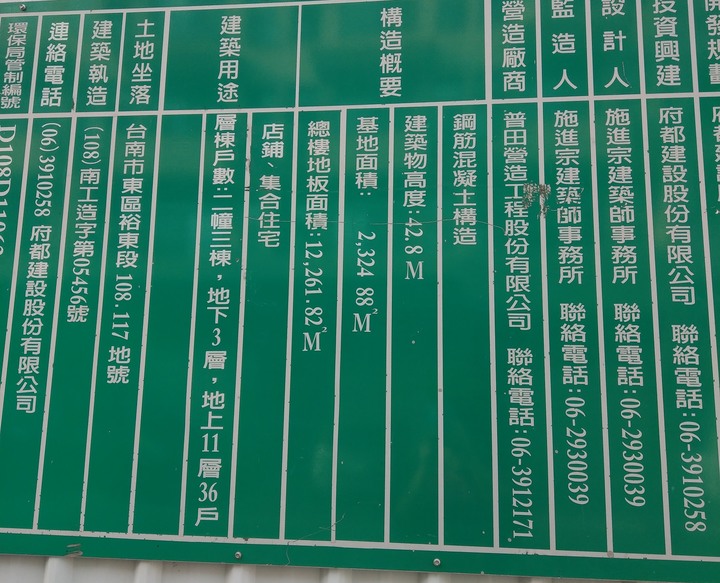 投資興建 府都建設股份有限公司 聯絡電話:06-3910258
設計人 施進宗建築師事務所 聯絡電話:06-2930039
監造人 施進宗建築師事務所 聯絡電話:06-2930039
營造廠商 普田營造工程股份有限公司 聯絡電話:06-3912171
構造概要 鋼筋混凝土構造
建築物高度:42.8M
基地面積: 2,324 88M²
總樓地板面積:12,261.82M²
建築用途 店鋪、集合住宅
層棟戶數:二幢三棟,地下3層,地上11層36戶
土地坐落 台南市東區裕東段108.117地號
建築執造 (108)南工造字第05456號
連絡電話 (06)3910258 府都建設股份有限公司
環保局管制編號